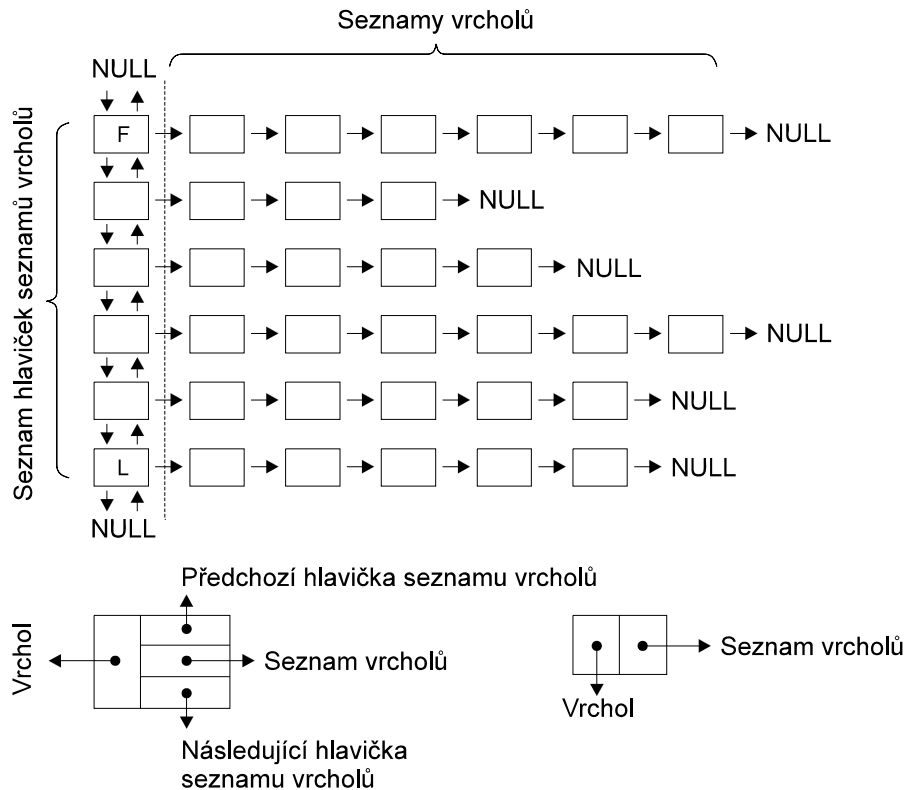 Seznamy vrcholů
NULL
Seznam hlaviček seznamů vrcholů
F
NULL
NULL
NULL
NULL
NULL
L
NULL
NULL
Předchozí hlavička seznamu vrcholů
Vrchol
Seznam vrcholů
Následující hlavička
seznamu vrcholů
Seznam vrcholů
Vrchol